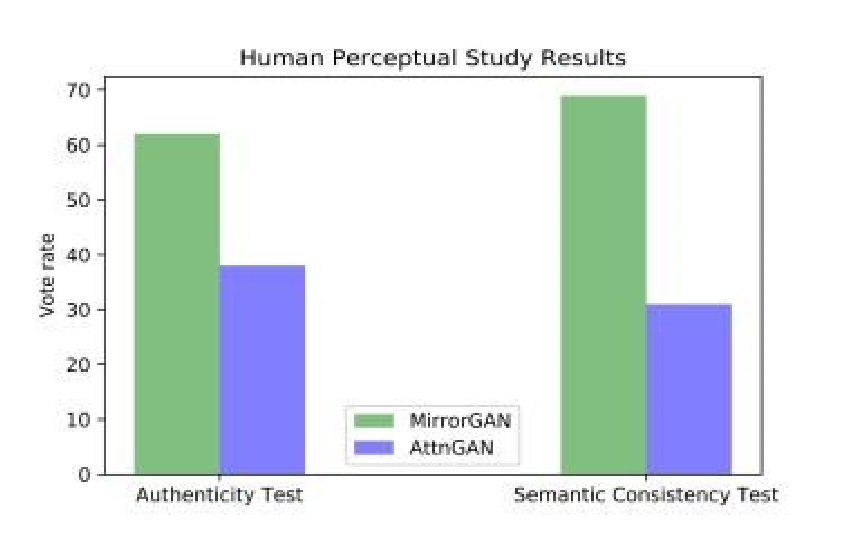 Human Perceptual Study Results
70
60
50
40
30
20
10
0
Vote rate
MirrorGAN
AttnGAN
Authenticity Test
Semantic Consistency Test